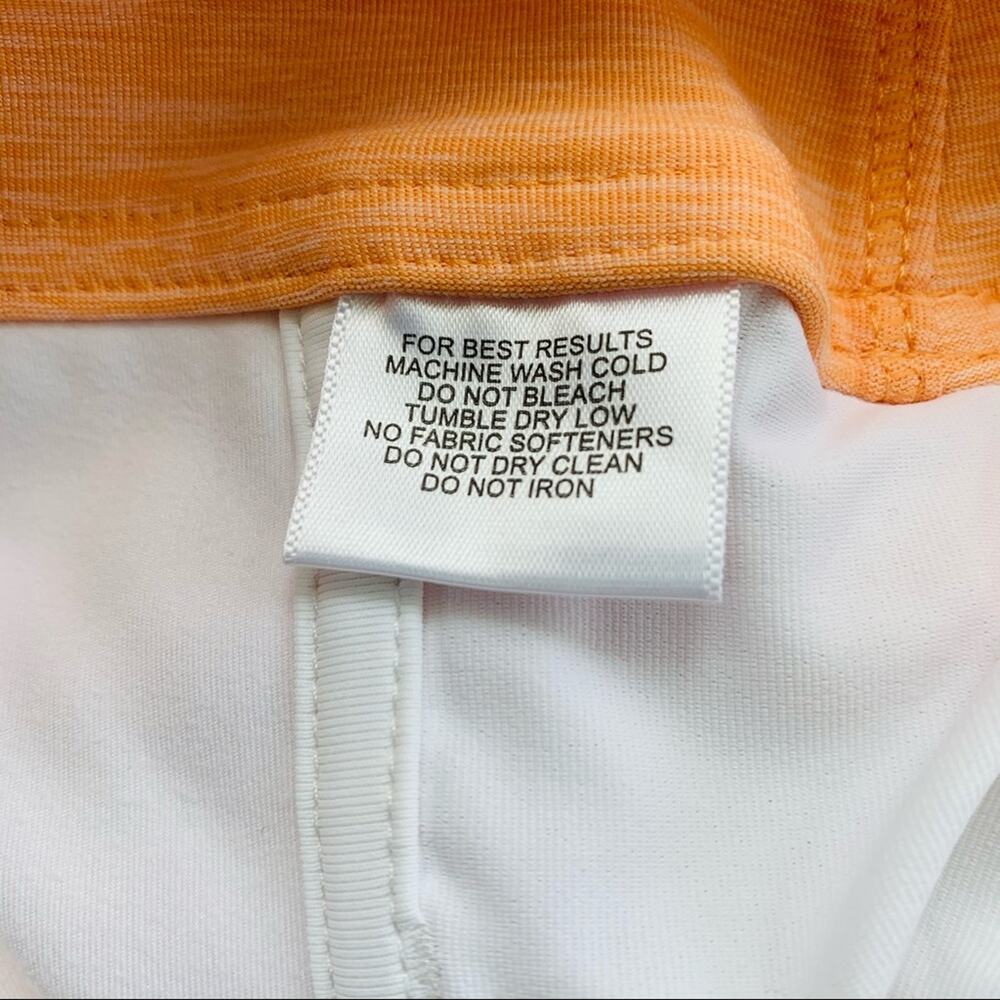 FOR BEST RESULTS
MACHINE WASH COLD
DO NOT BLEACH
TUMBLE DRY LOW
NO FABRIC SOFTENERS
DO NOT DRY CLEAN
DO NOT IRON